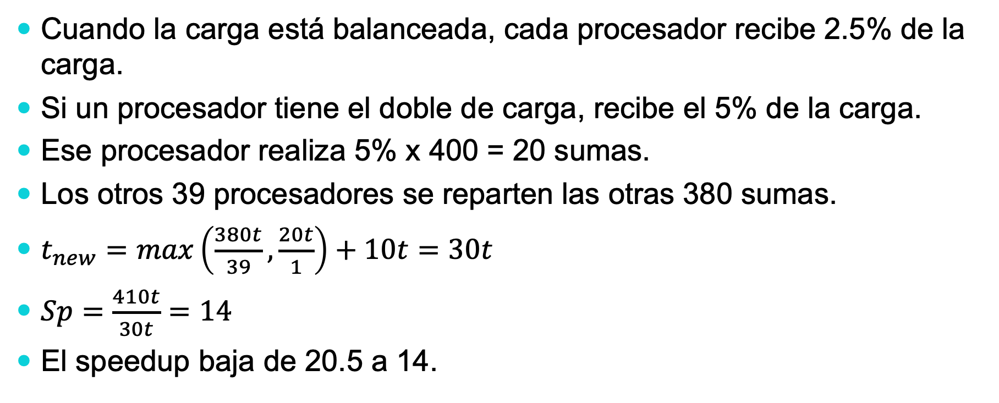 • Cuando la carga está balanceada, cada procesador recibe 2.5% de la
carga.
• Si un procesador tiene el doble de carga, recibe el 5% de la carga.
• Ese procesador realiza 5% x 400 = 20 sumas.
• Los otros 39 procesadores se reparten las otras 380 sumas.
• $t_{new} = max\left(\frac{380t}{39}, \frac{20t}{1}\right) + 10t = 30t$
• $Sp = \frac{410t}{30t} = 14$
• El speedup baja de 20.5 a 14.